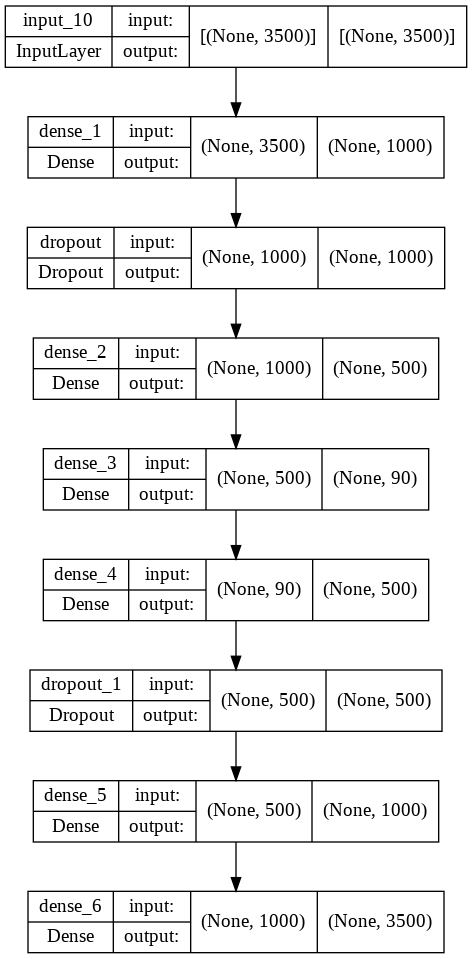 input_10 input: [(None, 3500)] [(None, 3500)]
InputLayer output:
dense_1 input: (None, 3500) (None, 1000)
Dense output:
dropout input: (None, 1000) (None, 1000)
Dropout output:
dense_2 input: (None, 1000) (None, 500)
Dense output:
dense_3 input: (None, 500) (None, 90)
Dense output:
dense_4 input: (None, 90) (None, 500)
Dense output:
dropout_1 input: (None, 500) (None, 500)
Dropout output:
dense_5 input: (None, 500) (None, 1000)
Dense output:
dense_6 input: (None, 1000) (None, 3500)
Dense output: